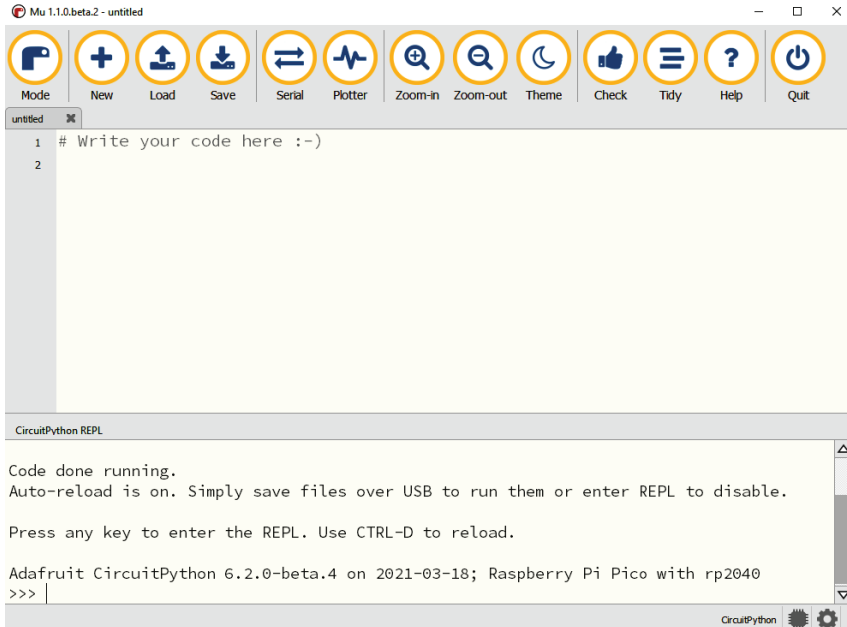 Mu 1.1.0.beta.2 - untitled
Mode New Load Save Serial Plotter Zoom-in Zoom-out Theme Check Tidy Help Quit
untitled
1 # Write your code here :-)
2
CircuitPython REPL
Code done running.
Auto-reload is on. Simply save files over USB to run them or enter REPL to disable.
Press any key to enter the REPL. Use CTRL-D to reload.
Adafruit CircuitPython 6.2.0-beta.4 on 2021-03-18; Raspberry Pi Pico with rp2040
>>>
CircuitPython